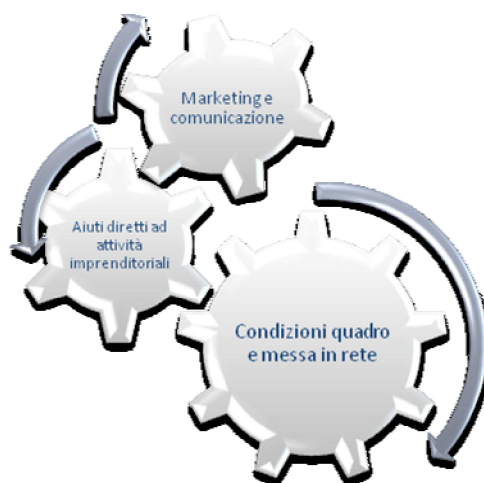 Marketing e
comunicazione
Aiuti diretti ad
attività
imprenditoriali
Condizioni quadro
e messa in rete